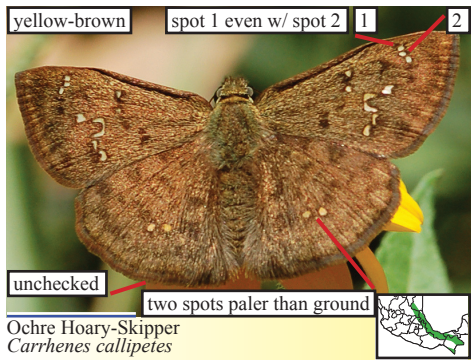 yellow-brown
spot 1 even w/ spot 2
1
2
unchecked
two spots paler than ground
Ochre Hoary-Skipper
Carrhenes callipetes